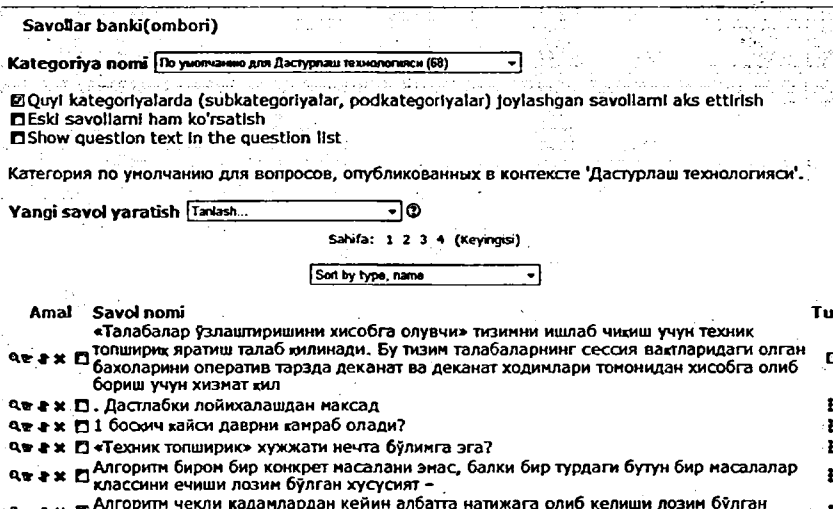 Savollar banki(ombori)
Kategoriya nomi По умолчанию для Дастурлаш технологияси (68)
Quyi kategoriyalarda (subkategoriyalar, podkategoriyalar) joylashgan savollarni aks ettirish
Eski savollarni ham ko'rsatish
Show question text in the question list
Категория по умолчанию для вопросов, опубликованных в контексте 'Дастурлаш технологияси'.
Yangi savol yaratish Tanlash...
Sahifa: 1 2 3 4 (Keyingisi)
Sort by type, name
Amal Savol nomi Tu
«Талабалар ўзлаштиришини хисобга олувчи» тизимни ишлаб чиқиш учун техник
топшириқ яратиш талаб қилинади. Бу тизим талабаларнинг сессия вақтларидаги олган
бахоларини оператив тарзда деканат ва деканат ходимлари томонидан хисобга олиб
бориш учун хизмат қил
. Дастлабки лойихалашдан максад
1 босқич қайси даврни қамраб олади?
«Техник топширик» хужжати нечта бўлимга эга?
Алгоритм биром бир конкрет масалани эмас, балки бир турдаги бутун бир масалалар
классини ечиши лозим бўлган хусусият –
Алгоритм чекли қадамлардан кейин албатта натижага олиб келиши лозим бўлган